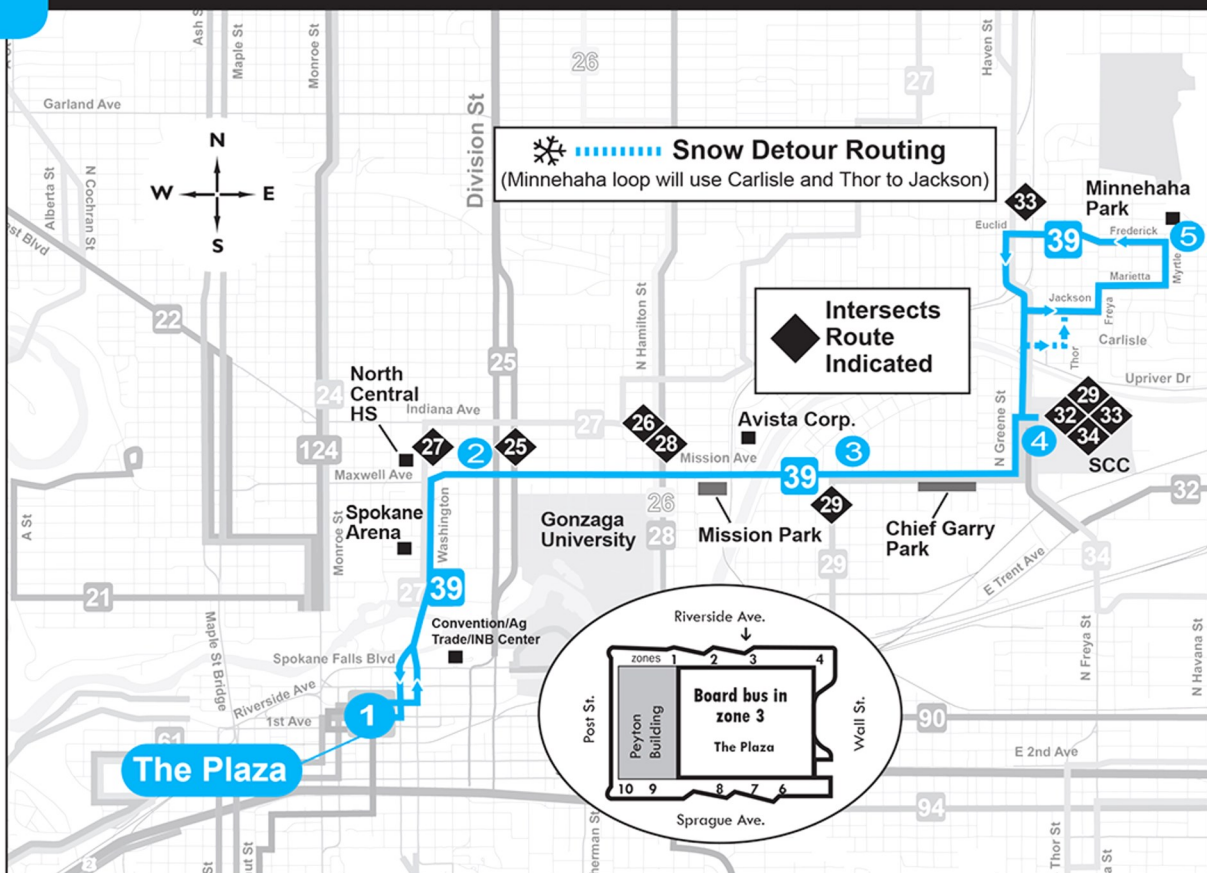 Maple St
Monroe St
Division St
26
27
Haven St
Garland Ave
N
W
E
S
Alberta St
N Cochran St
Snow Detour Routing
(Minnehaha loop will use Carlisle and Thor to Jackson)
33
Minnehaha
Park
Euclid
39
Frederick
5
Myrtle
Marietta
Jackson
Freya
Carlisle
Thor
Upriver Dr
Intersects
Route
Indicated
22
25
N Hamilton St
24
124
North
Central
HS
Indiana Ave
27
27
2
25
26
28
Avista Corp.
3
Mission Ave
N Greene St
29
32
33
34
4
SCC
Maxwell Ave
39
32
A St
Monroe St
Spokane
Arena
Washington
Gonzaga
University
26
28
Mission Park
29
Chief Garry
Park
29
34
E Trent Ave
21
27
39
Convention/Ag
Trade/INB Center
Maple St Bridge
Spokane Falls Blvd
Riverside Ave
1st Ave
1
61
The Plaza
N Freya St
N Havana St
Riverside Ave.
zones 1 2 3 4
Post St.
Peyton
Building
Board bus in
zone 3
The Plaza
Wall St.
10 9 8 7 6
Sprague Ave.
90
E 2nd Ave
94
Thor St